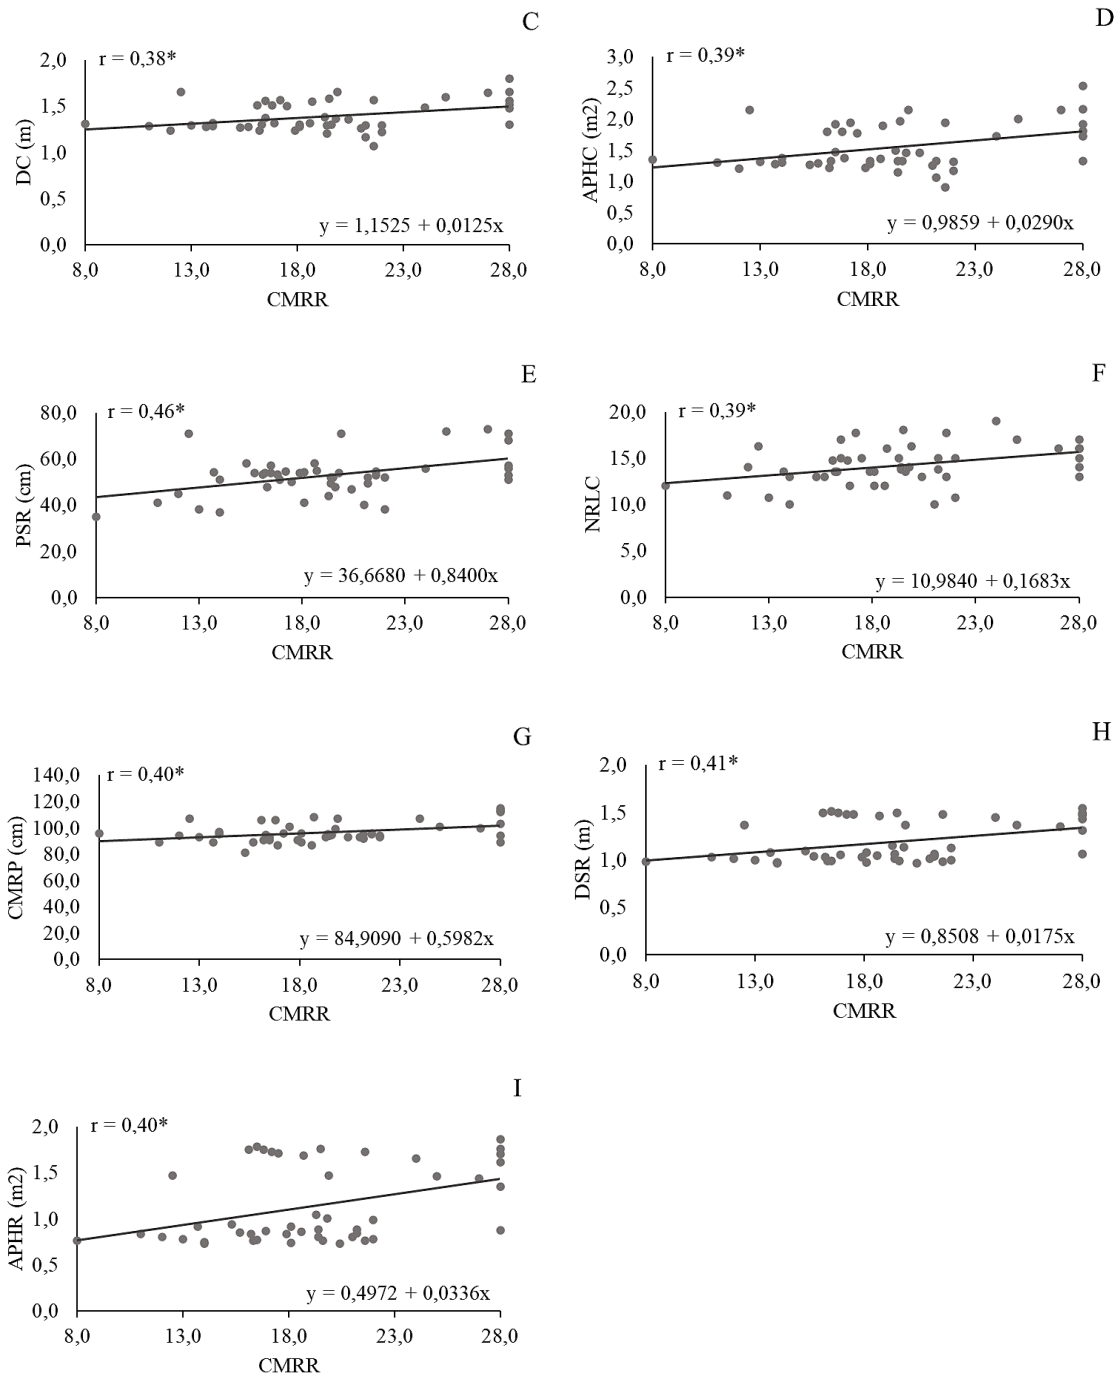 C
r = 0,38*
2,0
1,5
1,0
0,5
0,0
DC (m)
y = 1,1525 + 0,0125x
8,0 13,0 18,0 23,0 28,0
CMRR
D
r = 0,39*
3,0
2,5
2,0
1,5
1,0
0,5
0,0
APHC (m2)
y = 0,9859 + 0,0290x
8,0 13,0 18,0 23,0 28,0
CMRR
E
r = 0,46*
80,0
60,0
40,0
20,0
0,0
PSR (cm)
y = 36,6680 + 0,8400x
8,0 13,0 18,0 23,0 28,0
CMRR
F
r = 0,39*
20,0
15,0
10,0
5,0
0,0
NRLC
y = 10,9840 + 0,1683x
8,0 13,0 18,0 23,0 28,0
CMRR
G
r = 0,40*
140,0
120,0
100,0
80,0
60,0
40,0
20,0
0,0
CMRP (cm)
y = 84,9090 + 0,5982x
8,0 13,0 18,0 23,0 28,0
CMRR
H
r = 0,41*
2,0
1,5
1,0
0,5
0,0
DSR (m)
y = 0,8508 + 0,0175x
8,0 13,0 18,0 23,0 28,0
CMRR
I
r = 0,40*
2,0
1,5
1,0
0,5
0,0
APHR (m2)
y = 0,4972 + 0,0336x
8,0 13,0 18,0 23,0 28,0
CMRR